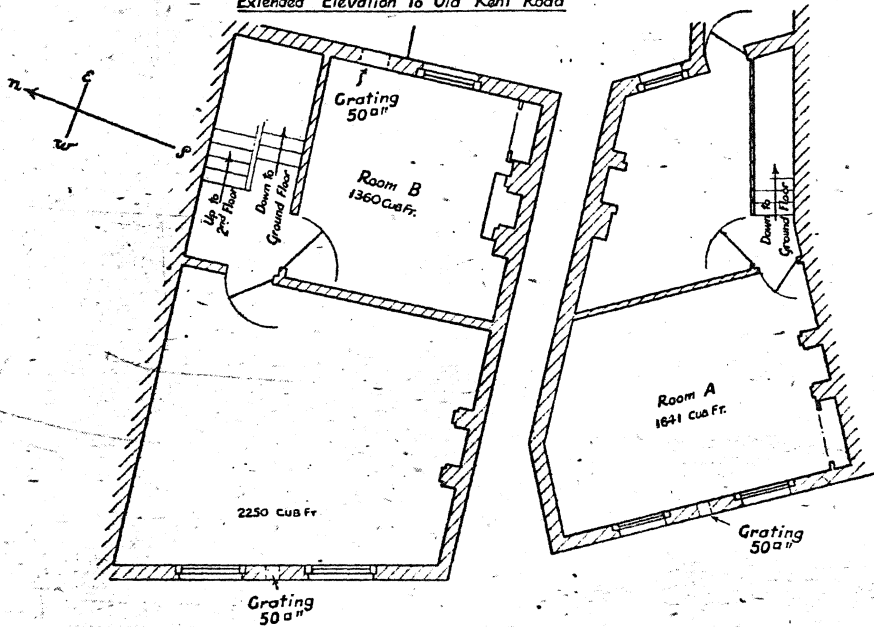 Extended Elevation To Old Kent Road
n
E
w
S
Grating
50□"
Room B
1360 Cub Ft.
Up to
2nd Floor
Down to
Ground Floor
Down to
Ground Floor
Room A
1641 Cub Ft.
2250 Cub Ft
Grating
50□"
Grating
50□"